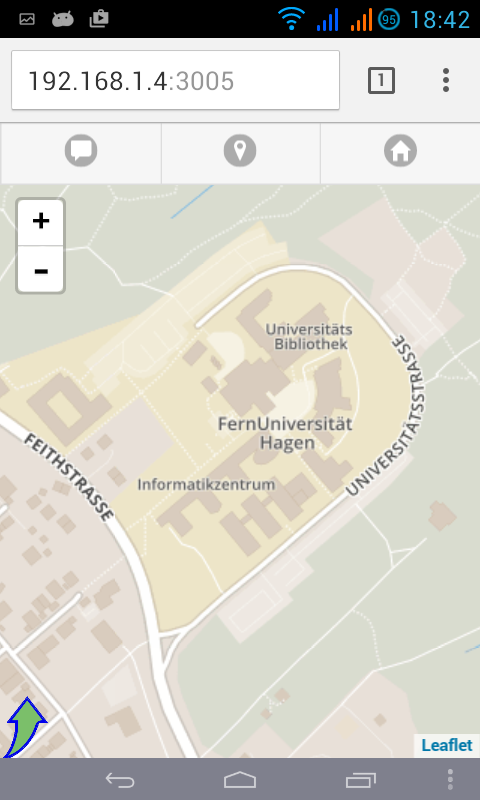 95 18:42
192.168.1.4:3005 1
+
-
Universitäts
Bibliothek
UNIVERSITÄTSSTRASSE
FernUniversität
Hagen
FEITHSTRASSE
Informatikzentrum
Leaflet